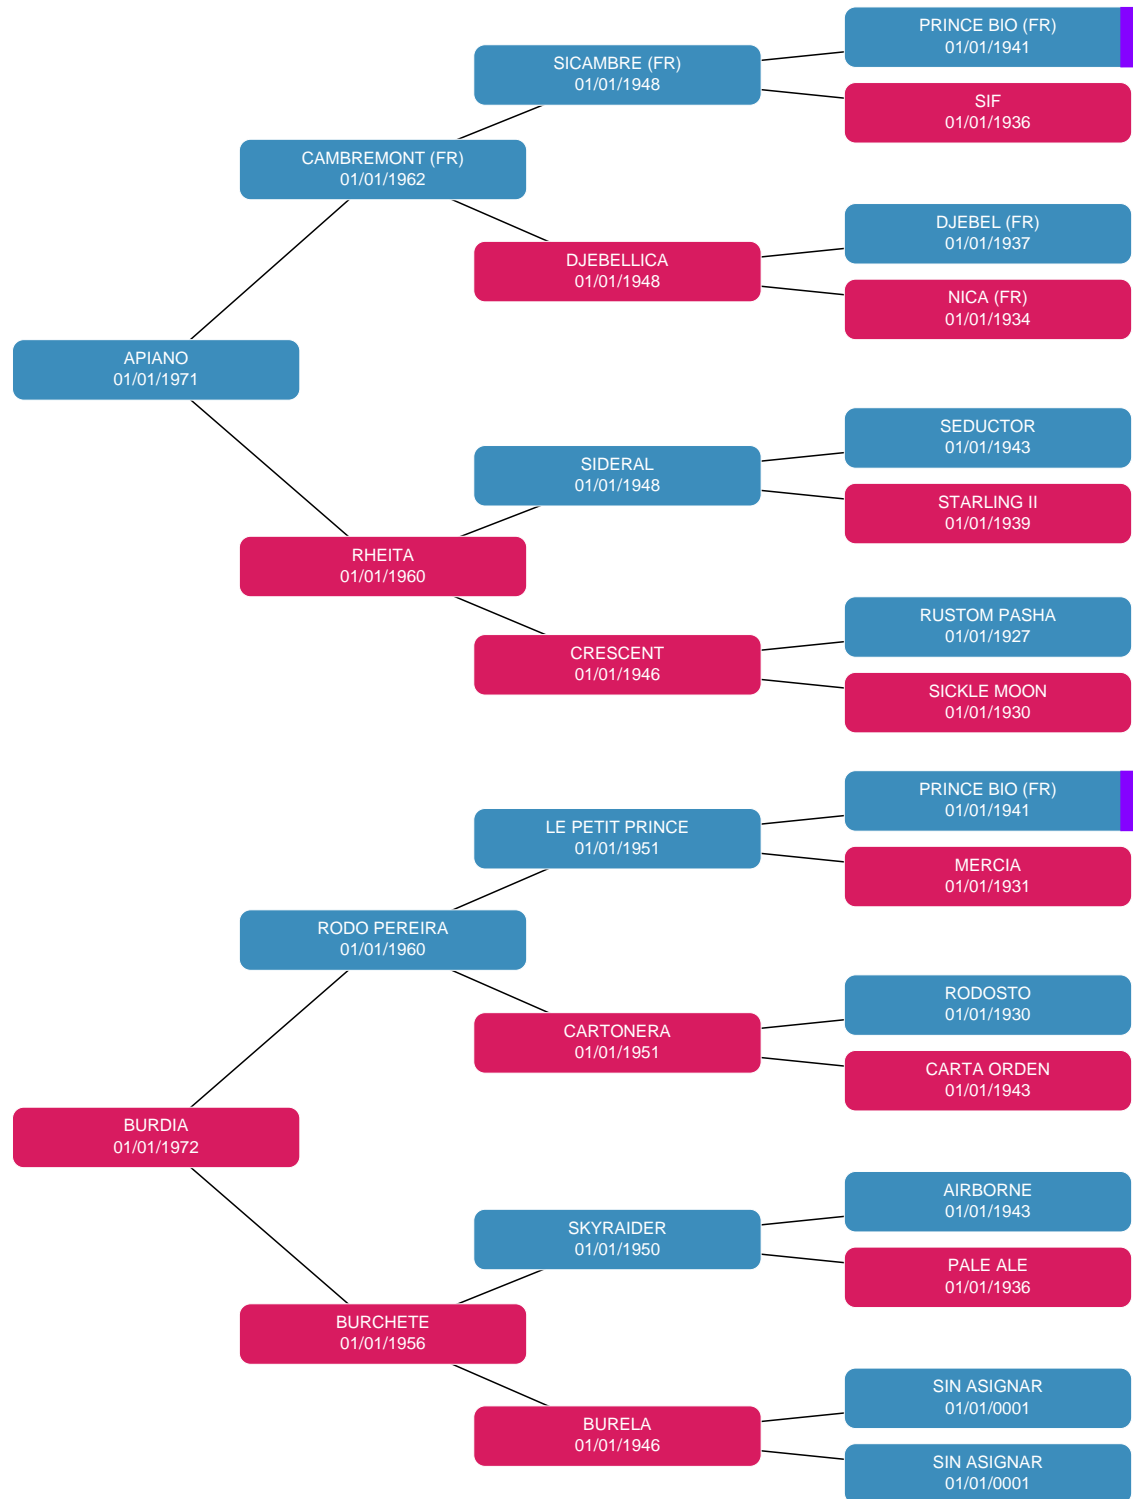 PRINCE BIO (FR)
01/01/1941
SICAMBRE (FR)
01/01/1948
SIF
01/01/1936
CAMBREMONT (FR)
01/01/1962
DJEBEL (FR)
01/01/1937
DJEBELLICA
01/01/1948
NICA (FR)
01/01/1934
APIANO
01/01/1971
SEDUCTOR
01/01/1943
SIDERAL
01/01/1948
STARLING II
01/01/1939
RHEITA
01/01/1960
RUSTOM PASHA
01/01/1927
CRESCENT
01/01/1946
SICKLE MOON
01/01/1930
PRINCE BIO (FR)
01/01/1941
LE PETIT PRINCE
01/01/1951
MERCIA
01/01/1931
RODO PEREIRA
01/01/1960
RODOSTO
01/01/1930
CARTONERA
01/01/1951
CARTA ORDEN
01/01/1943
BURDIA
01/01/1972
AIRBORNE
01/01/1943
SKYRAIDER
01/01/1950
PALE ALE
01/01/1936
BURCHETE
01/01/1956
SIN ASIGNAR
01/01/0001
BURELA
01/01/1946
SIN ASIGNAR
01/01/0001